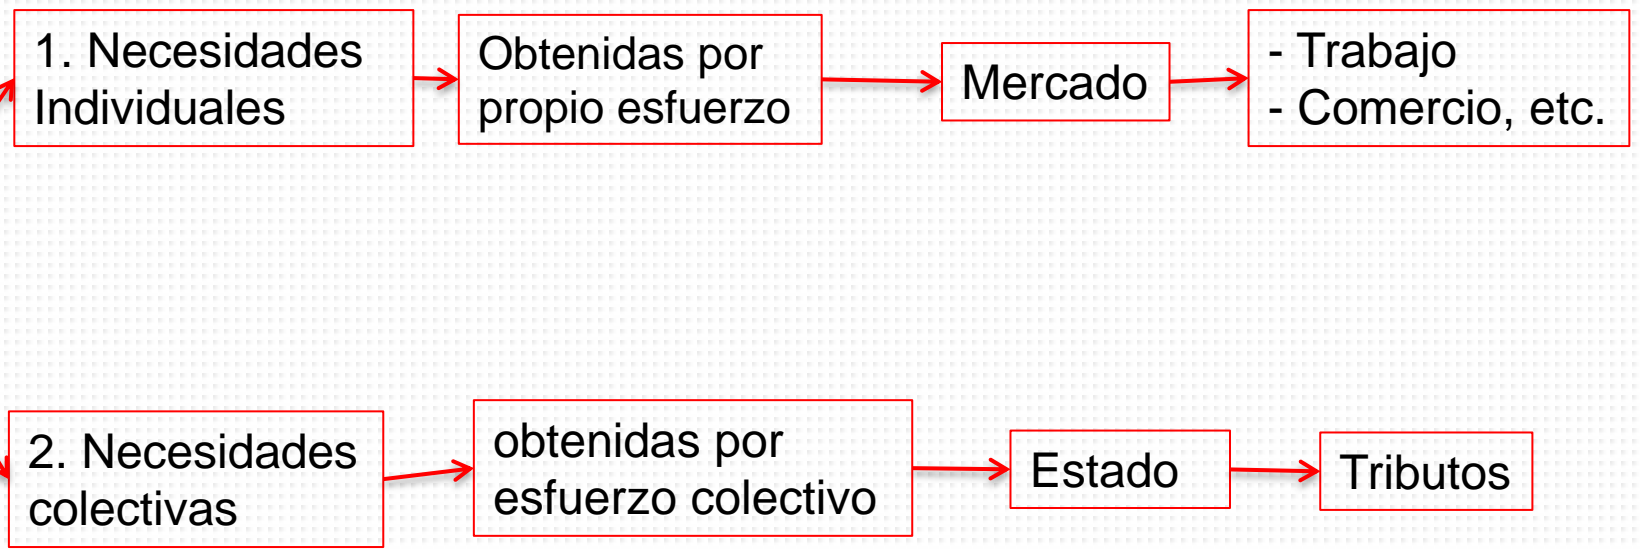 1. Necesidades
Individuales
Obtenidas por
propio esfuerzo
Mercado
- Trabajo
- Comercio, etc.
2. Necesidades
colectivas
obtenidas por
esfuerzo colectivo
Estado
Tributos